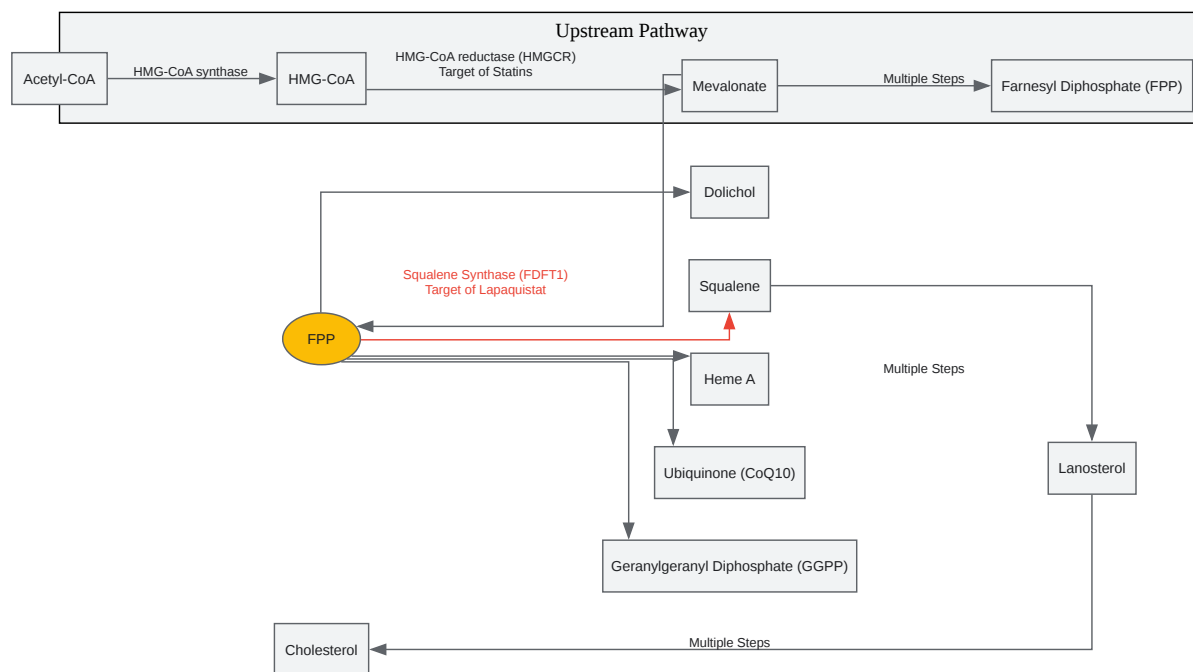 Upstream Pathway
Acetyl-CoA
HMG-CoA synthase
HMG-CoA
HMG-CoA reductase (HMGCR)
Target of Statins
Mevalonate
Multiple Steps
Farnesyl Diphosphate (FPP)
Dolichol
Squalene Synthase (FDFT1)
Target of Lapaquistat
Squalene
FPP
Heme A
Multiple Steps
Ubiquinone (CoQ10)
Lanosterol
Geranylgeranyl Diphosphate (GGPP)
Cholesterol
Multiple Steps